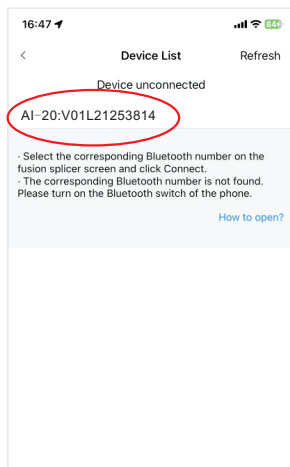 16:47
84
Device List
Refresh
Device unconnected
AI-20:V01L21253814
· Select the corresponding Bluetooth number on the
fusion splicer screen and click Connect.
· The corresponding Bluetooth number is not found.
Please turn on the Bluetooth switch of the phone.
How to open?